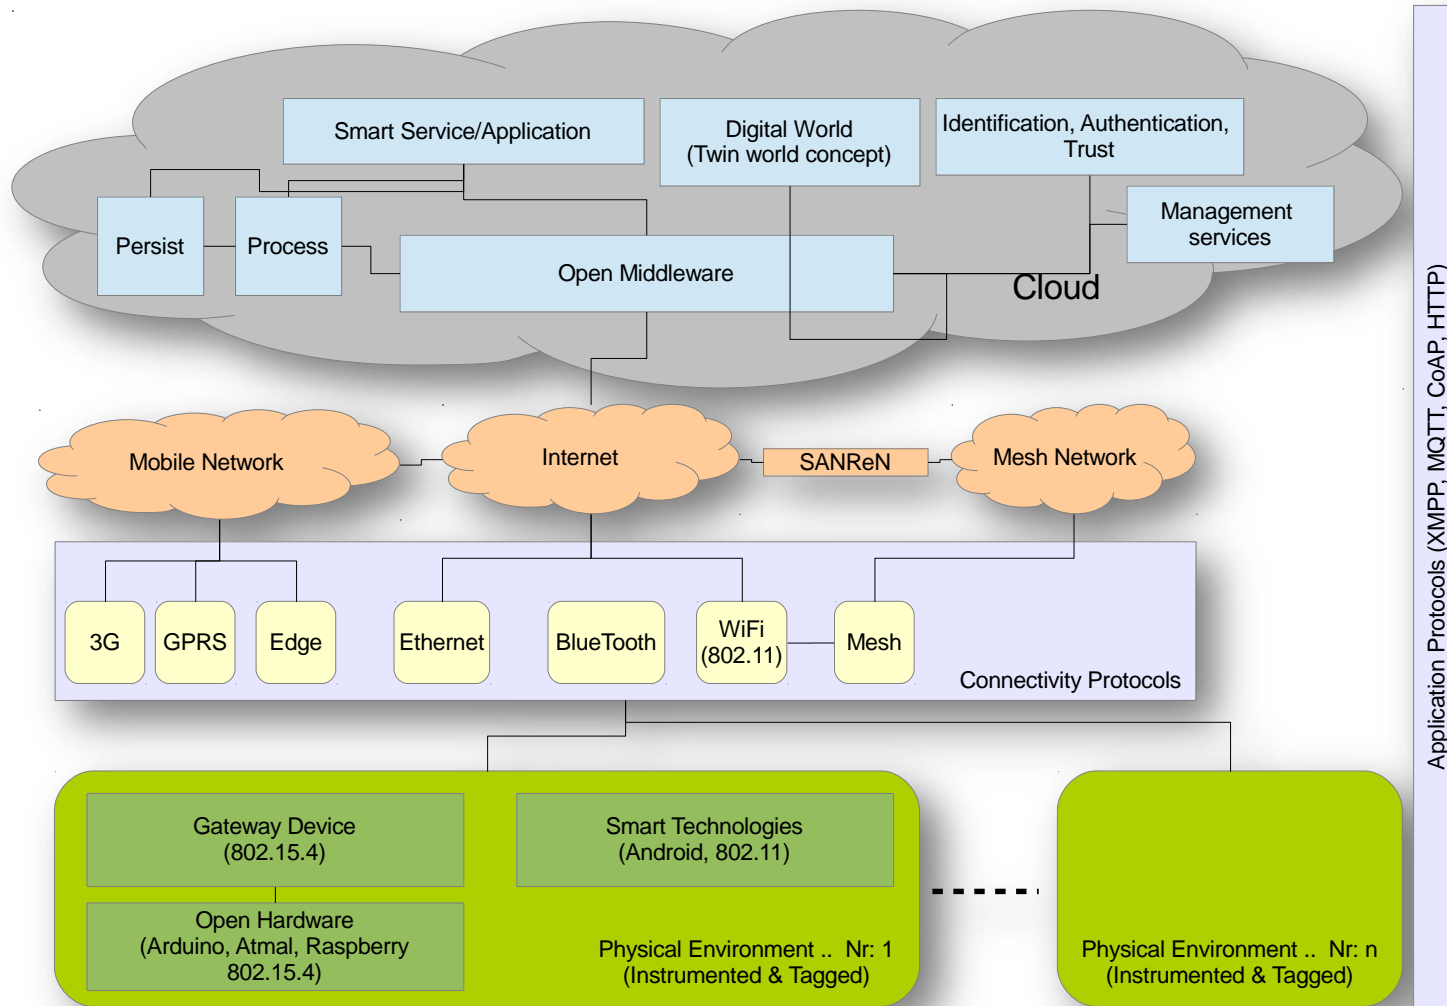 Smart Service/Application
Digital World
(Twin world concept)
Identification, Authentication,
Trust
Persist
Process
Open Middleware
Management
services
Cloud
Mobile Network
Internet
SANReN
Mesh Network
3G
GPRS
Edge
Ethernet
BlueTooth
WiFi
(802.11)
Mesh
Connectivity Protocols
Gateway Device
(802.15.4)
Smart Technologies
(Android, 802.11)
Open Hardware
(Arduino, Atmal, Raspberry
802.15.4)
Physical Environment .. Nr: 1
(Instrumented & Tagged)
Physical Environment .. Nr: n
(Instrumented & Tagged)
Application Protocols (XMPP, MQTT, CoAP, HTTP)